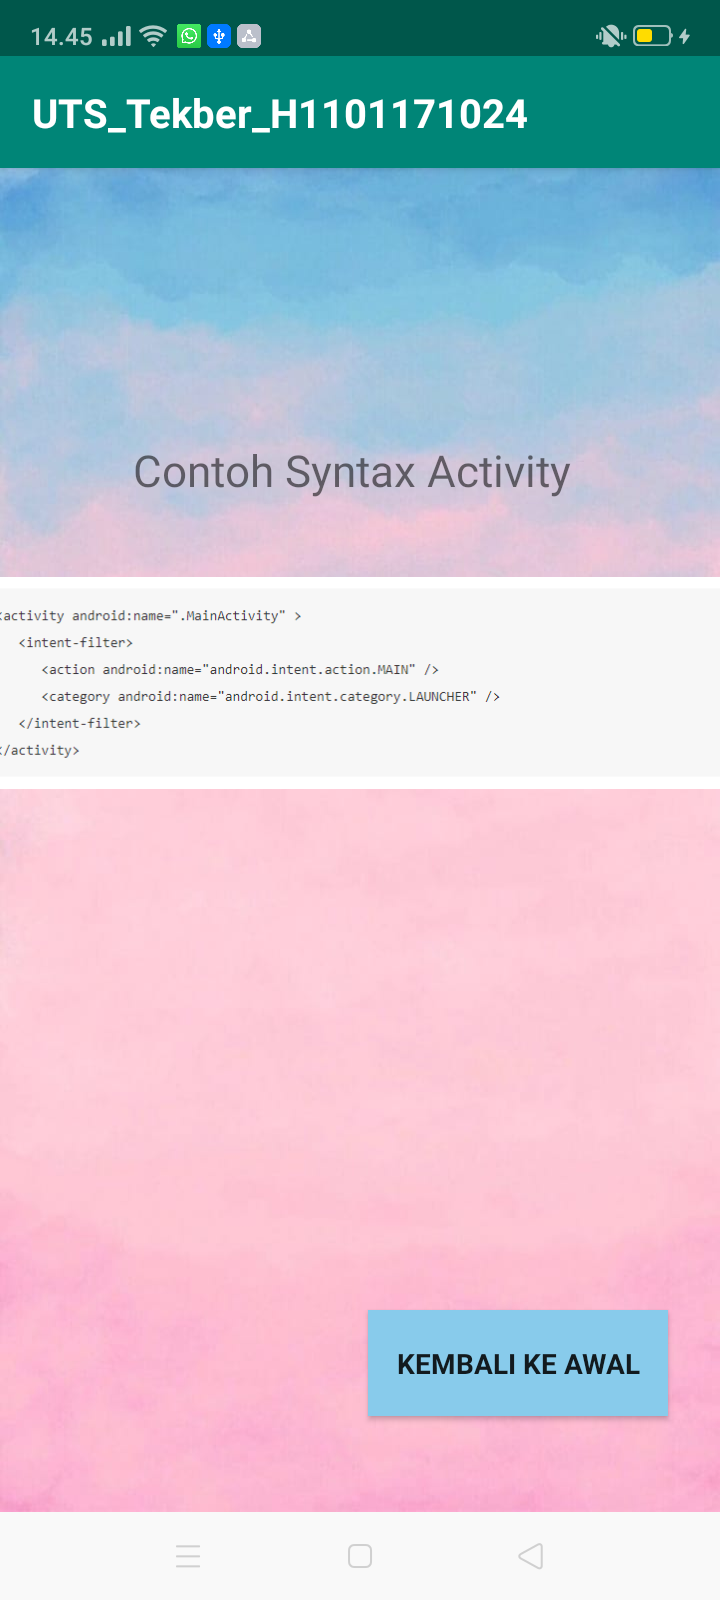 14.45
UTS_Tekber_H1101171024
Contoh Syntax Activity
<activity android:name=".MainActivity" >
<intent-filter>
<action android:name="android.intent.action.MAIN" />
<category android:name="android.intent.category.LAUNCHER" />
</intent-filter>
</activity>
KEMBALI KE AWAL